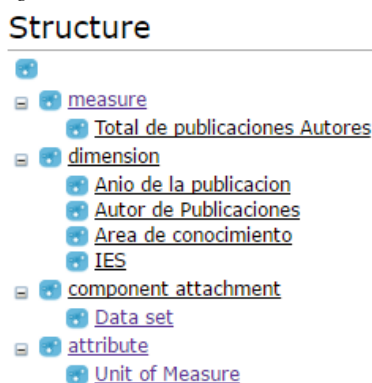 Structure
measure
Total de publicaciones Autores
dimension
Anio de la publicacion
Autor de Publicaciones
Area de conocimiento
IES
component attachment
Data set
attribute
Unit of Measure